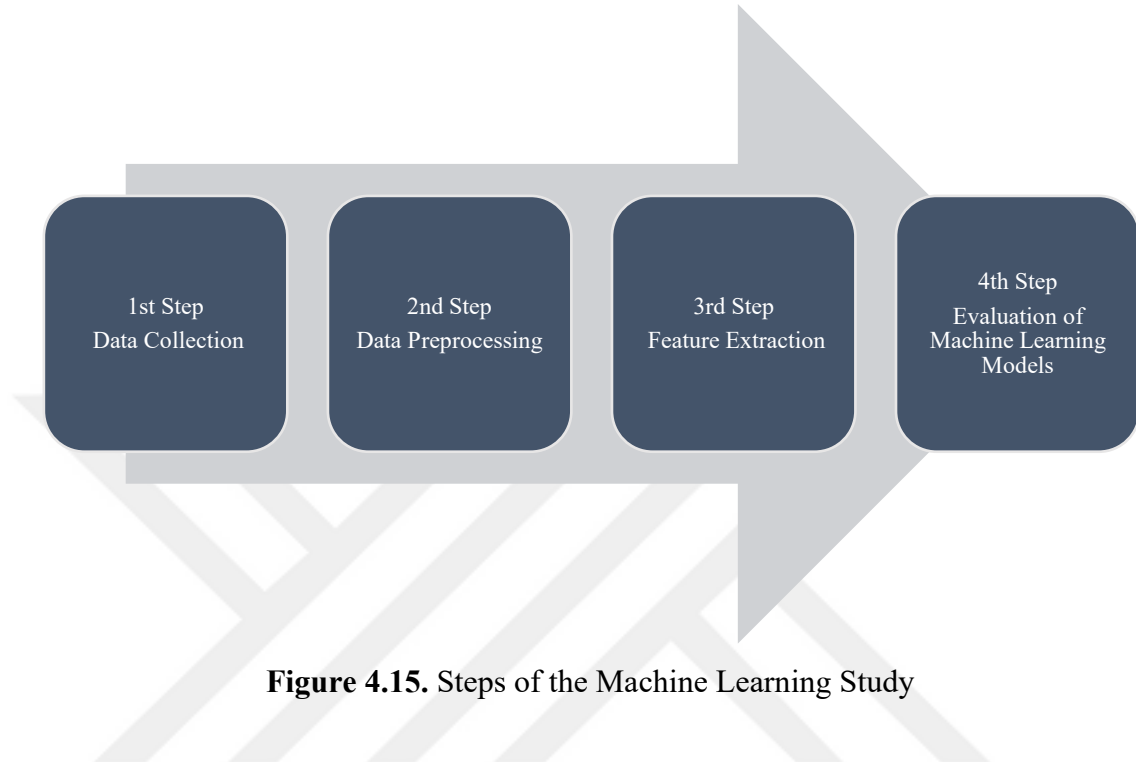 1st Step
Data Collection
2nd Step
Data Preprocessing
3rd Step
Feature Extraction
4th Step
Evaluation of
Machine Learning
Models
Figure 4.15. Steps of the Machine Learning Study